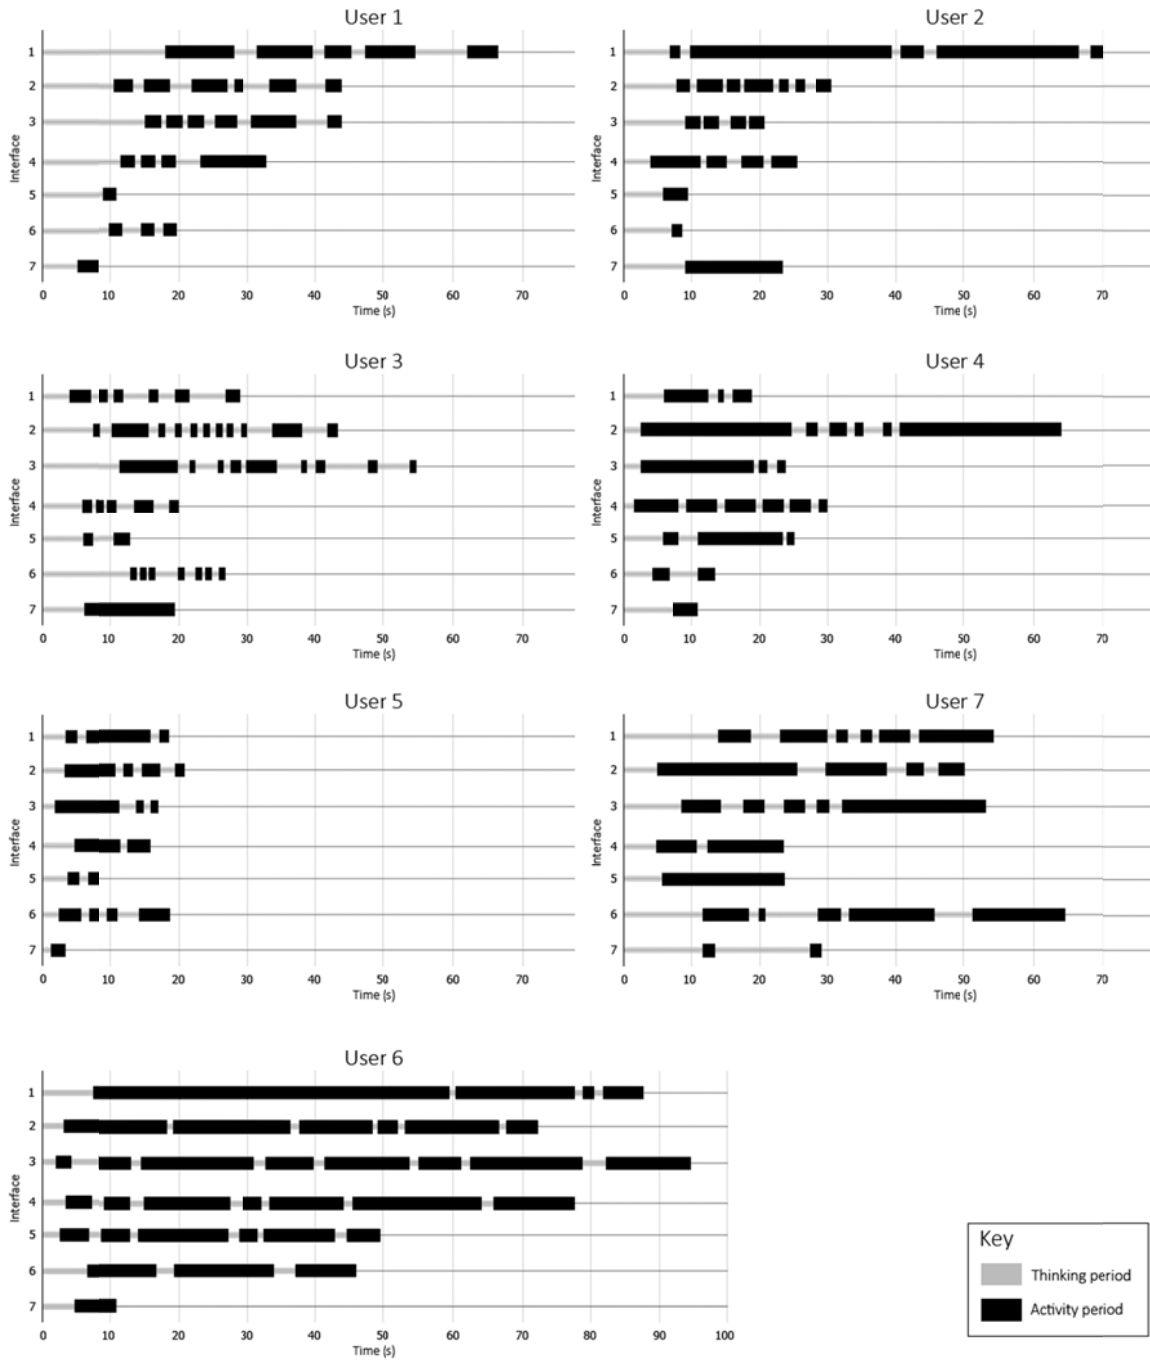 User 1
User 2
Interface
1
2
3
4
5
6
7
0 10 20 30 40 50 60 70
Time (s)
Interface
1
2
3
4
5
6
7
0 10 20 30 40 50 60 70
Time (s)
User 3
User 4
Interface
1
2
3
4
5
6
7
0 10 20 30 40 50 60 70
Time (s)
Interface
1
2
3
4
5
6
7
0 10 20 30 40 50 60 70
Time (s)
User 5
User 7
Interface
1
2
3
4
5
6
7
0 10 20 30 40 50 60 70
Time (s)
Interface
1
2
3
4
5
6
7
0 10 20 30 40 50 60 70
Time (s)
User 6
Interface
1
2
3
4
5
6
7
0 10 20 30 40 50 60 70 80 90 100
Time (s)
Key
Thinking period
Activity period